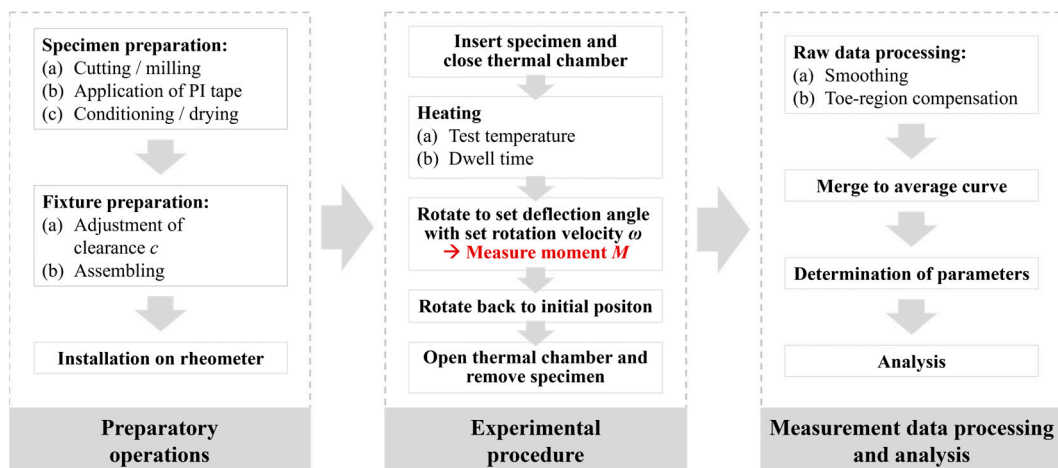 Specimen preparation:
(a) Cutting / milling
(b) Application of PI tape
(c) Conditioning / drying
Fixture preparation:
(a) Adjustment of
clearance c
(b) Assembling
Installation on rheometer
Preparatory
operations
Insert specimen and
close thermal chamber
Heating
(a) Test temperature
(b) Dwell time
Rotate to set deflection angle
with set rotation velocity ω
→ Measure moment M
Rotate back to initial positon
Open thermal chamber and
remove specimen
Experimental
procedure
Raw data processing:
(a) Smoothing
(b) Toe-region compensation
Merge to average curve
Determination of parameters
Analysis
Measurement data processing
and analysis